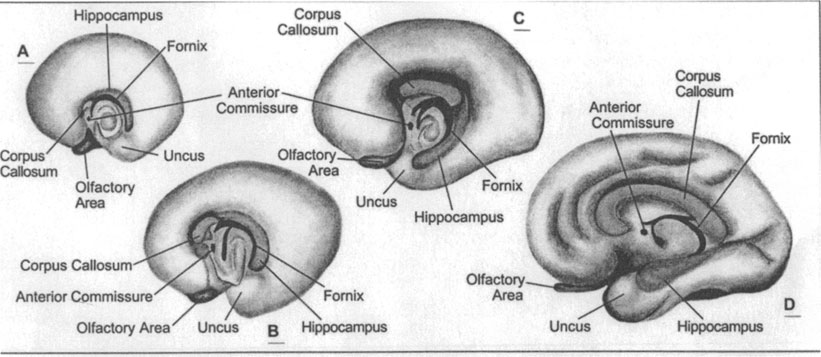 Hippocampus
A
Fornix
Anterior
Commissure
Corpus
Callosum
Uncus
Olfactory
Area
C
Corpus
Callosum
Olfactory
Area
Uncus
Fornix
Hippocampus
Corpus Callosum
Anterior Commissure
Olfactory Area
Uncus
B
Fornix
Hippocampus
Corpus
Callosum
Anterior
Commissure
Fornix
Olfactory
Area
Uncus
Hippocampus
D